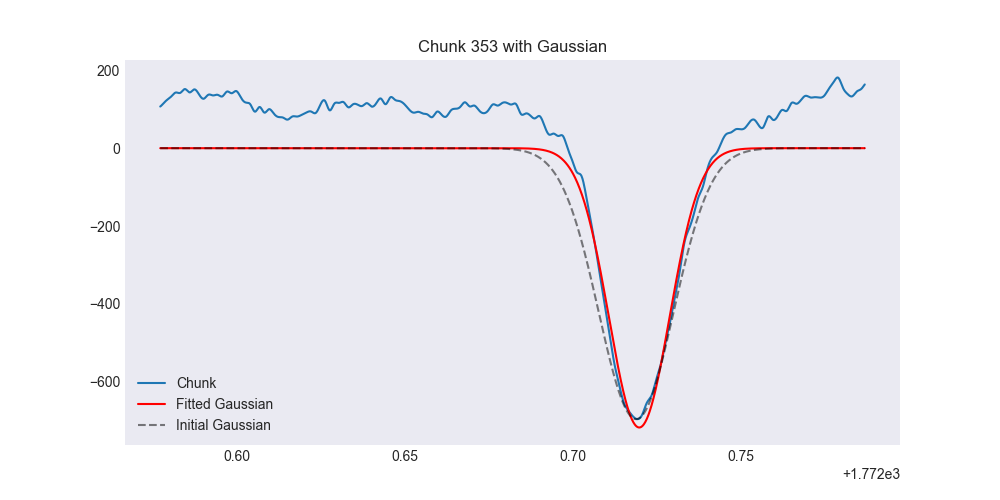 Chunk 353 with Gaussian
200
0
−200
−400
−600
Chunk
Fitted Gaussian
Initial Gaussian
0.60 0.65 0.70 0.75
+1.772e3